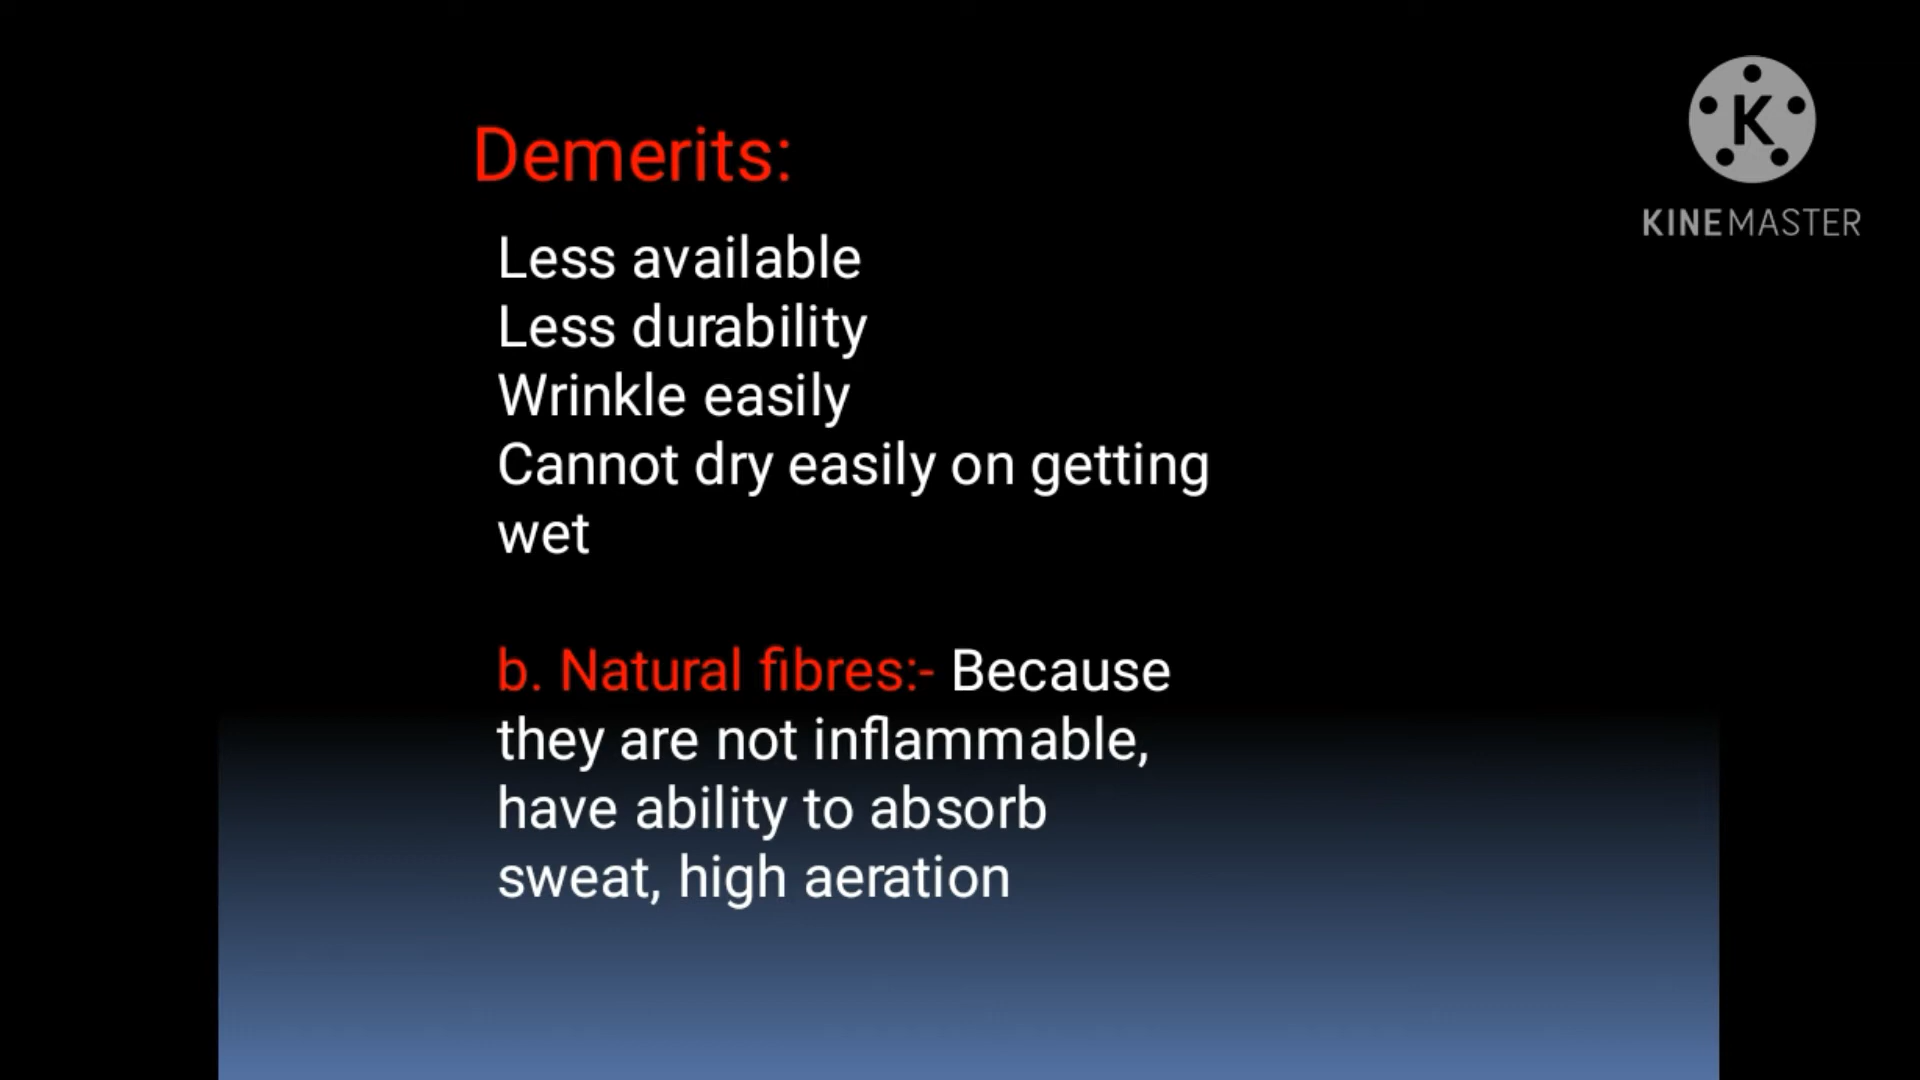 Demerits:
Less available
Less durability
Wrinkle easily
Cannot dry easily on getting
wet
b. Natural fibres:- Because
they are not inflammable,
have ability to absorb
sweat, high aeration
K
KINEMASTER